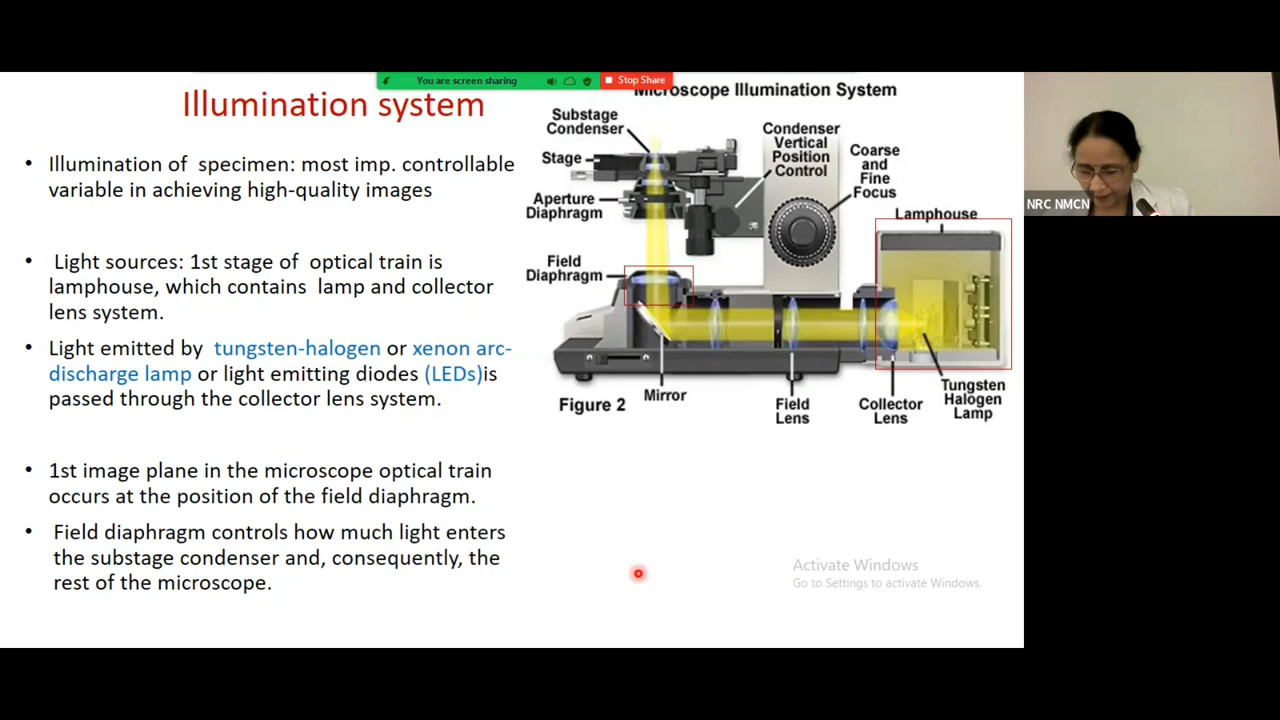 You are screen sharing
Stop Share
Illumination system
• Illumination of specimen: most imp. controllable
variable in achieving high-quality images
• Light sources: 1st stage of optical train is
lamphouse, which contains lamp and collector
lens system.
• Light emitted by tungsten-halogen or xenon arc-
discharge lamp or light emitting diodes (LEDs)is
passed through the collector lens system.
• 1st image plane in the microscope optical train
occurs at the position of the field diaphragm.
• Field diaphragm controls how much light enters
the substage condenser and, consequently, the
rest of the microscope.
Microscope Illumination System
Substage
Condenser
Stage
Aperture
Diaphragm
Field
Diaphragm
Condenser
Vertical
Position
Control
Coarse
and
Fine
Focus
Lamphouse
Figure 2
Mirror
Field
Lens
Collector
Lens
Tungsten
Halogen
Lamp
Activate Windows
Go to Settings to activate Windows.
NRC NMCN